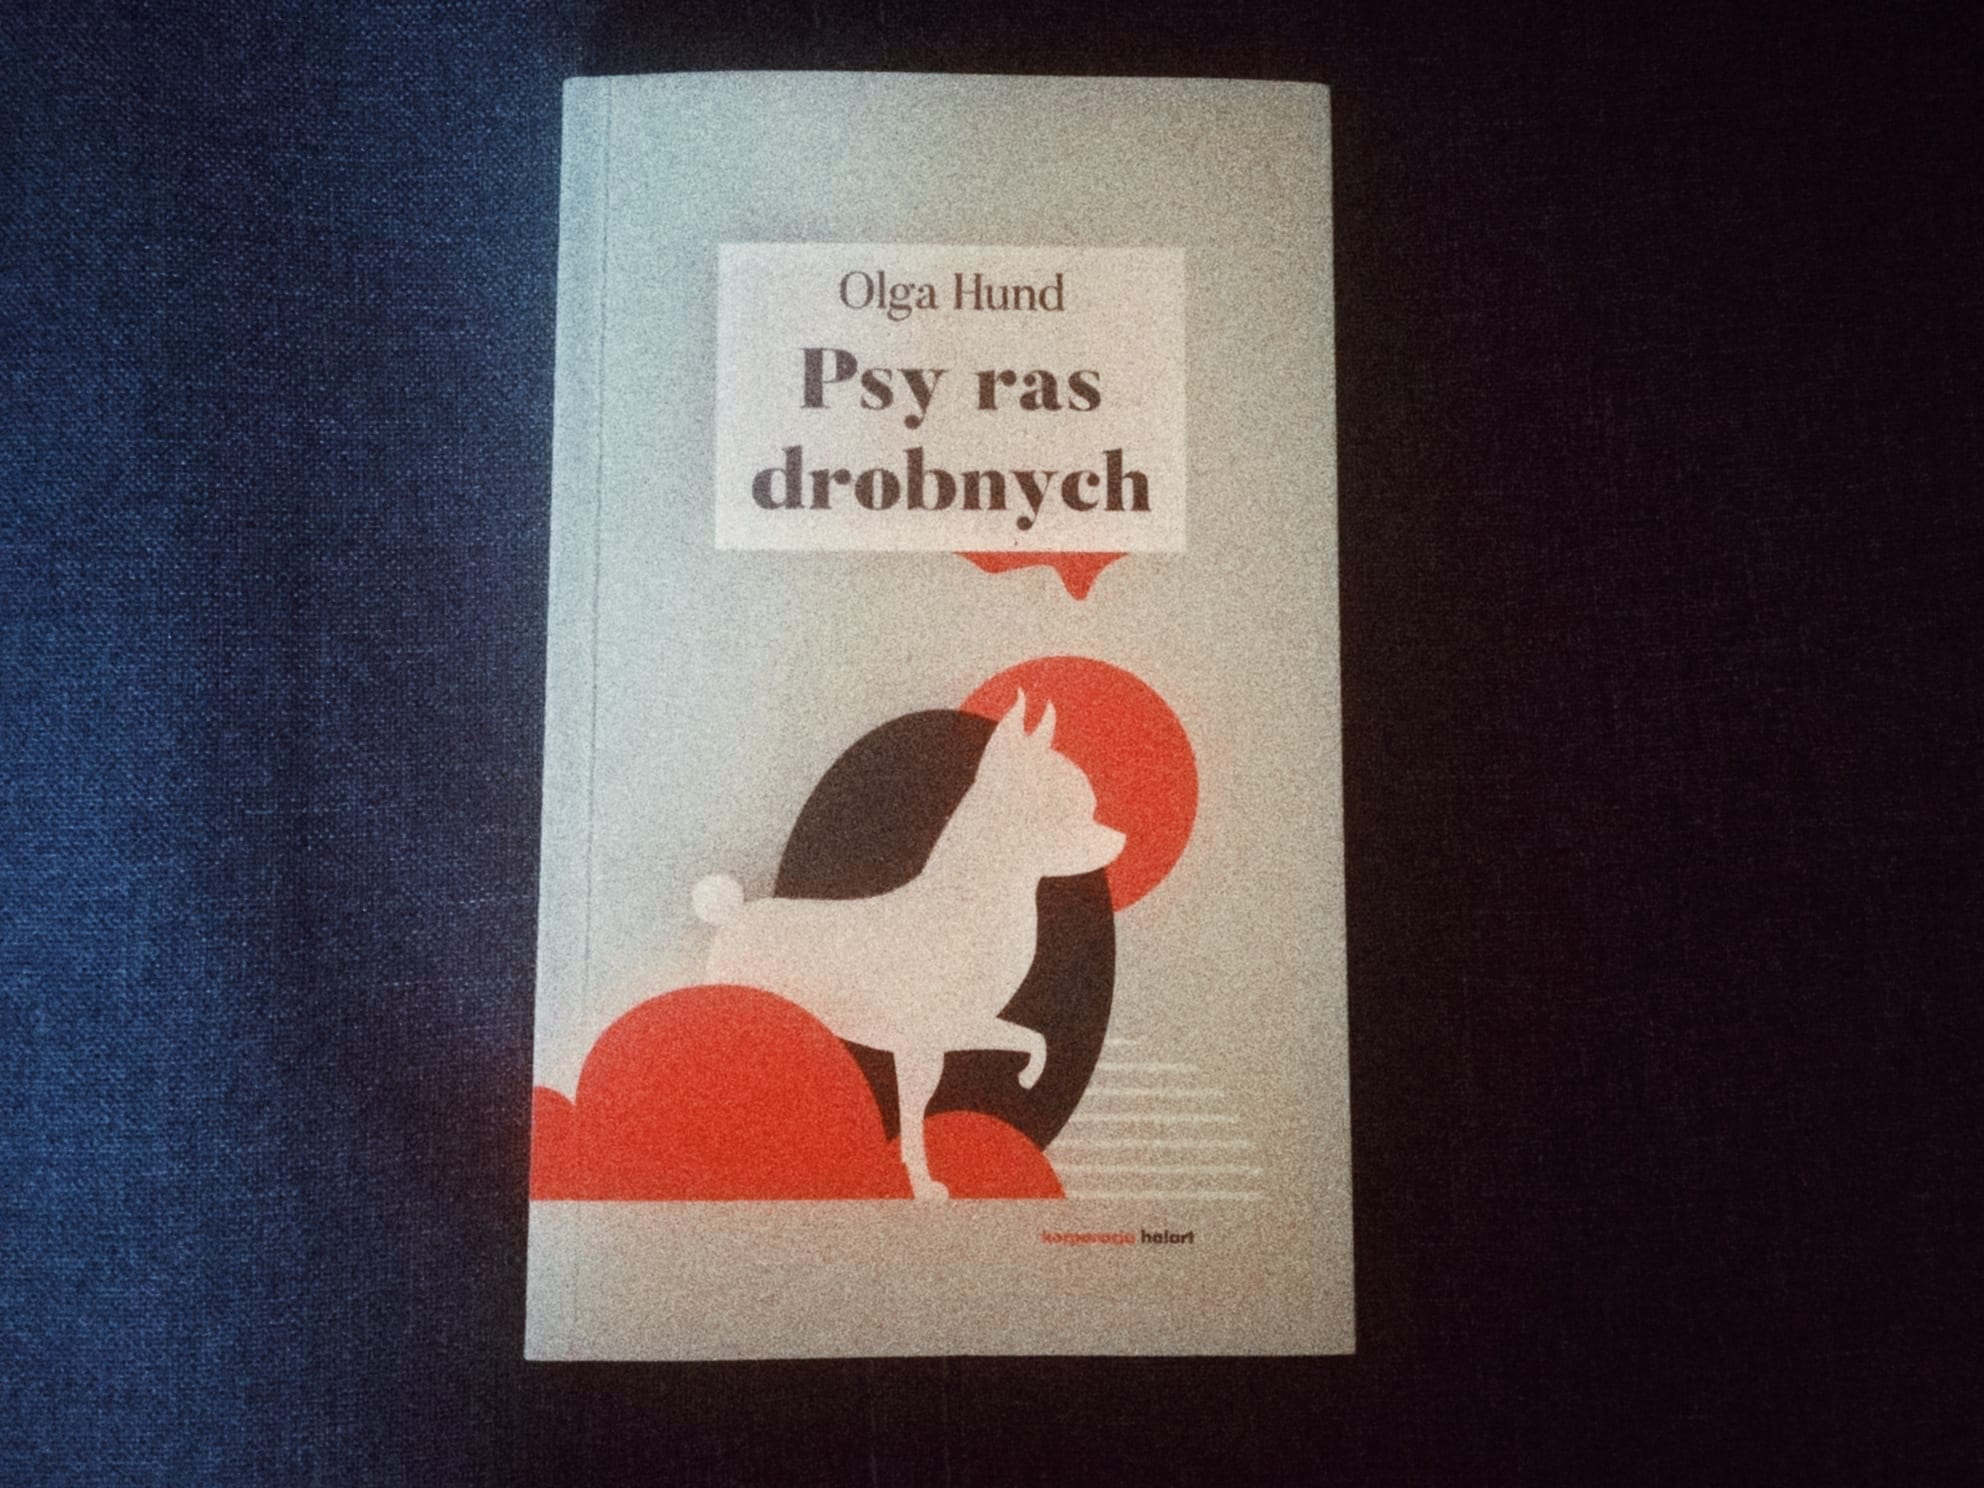 Olga Hund
Psy ras
drobnych
korporacja ha!art